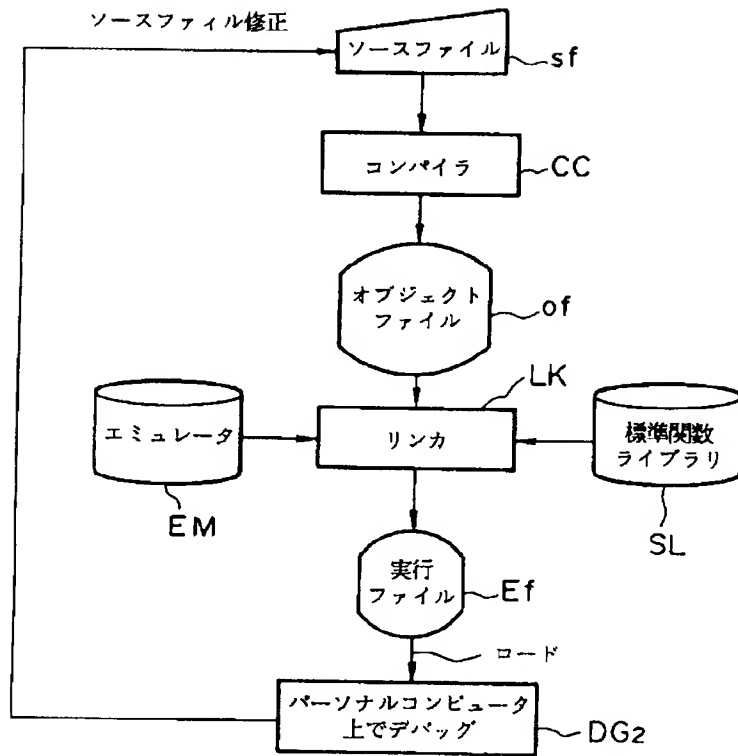 ソースフィル修正
ソースファイル
sf
コンパイラ
CC
オブジェクト
ファイル
of
LK
エミュレータ
リンカ
標準関数
ライブラリ
EM
SL
実行
ファイル
Ef
ロード
パーソナルコンピュータ
上でデバッグ
DG2